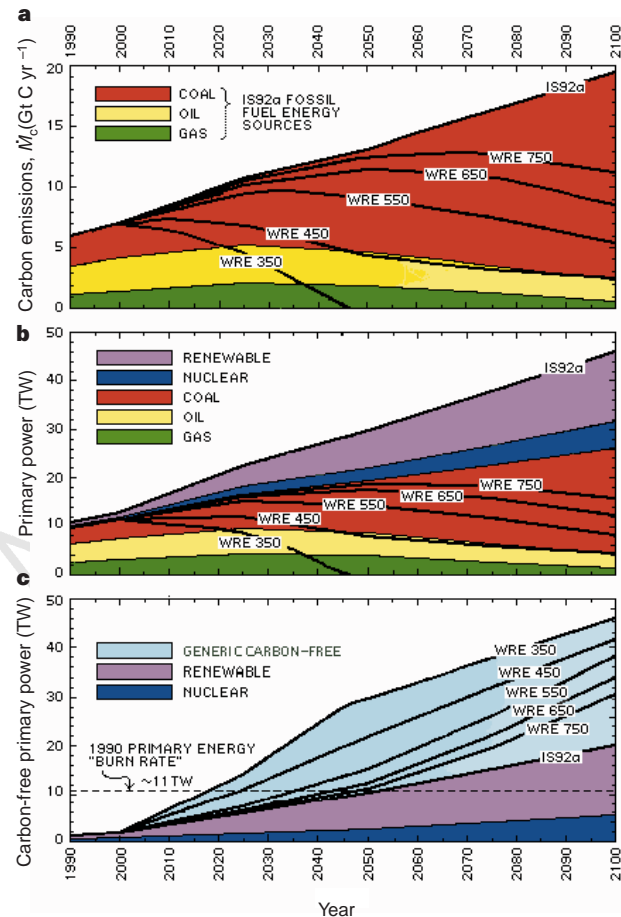 a
1990 2000 2010 2020 2030 2040 2050 2060 2070 2080 2090 2100
Carbon emissions, Ṁc(Gt C yr −1)
20
15
10
5
0
COAL
OIL
GAS
IS92a FOSSIL
FUEL ENERGY
SOURCES
IS92a
WRE 750
WRE 650
WRE 550
WRE 450
WRE 350
b
Primary power (TW)
50
40
30
20
10
0
RENEWABLE
NUCLEAR
COAL
OIL
GAS
IS92a
WRE 750
WRE 650
WRE 550
WRE 450
WRE 350
c
Carbon-free primary power (TW)
50
40
30
20
10
0
GENERIC CARBON-FREE
RENEWABLE
NUCLEAR
1990 PRIMARY ENERGY
"BURN RATE"
~11TW
WRE 350
WRE 450
WRE 550
WRE 650
WRE 750
IS92a
1990 2000 2010 2020 2030 2040 2050 2060 2070 2080 2090 2100
Year